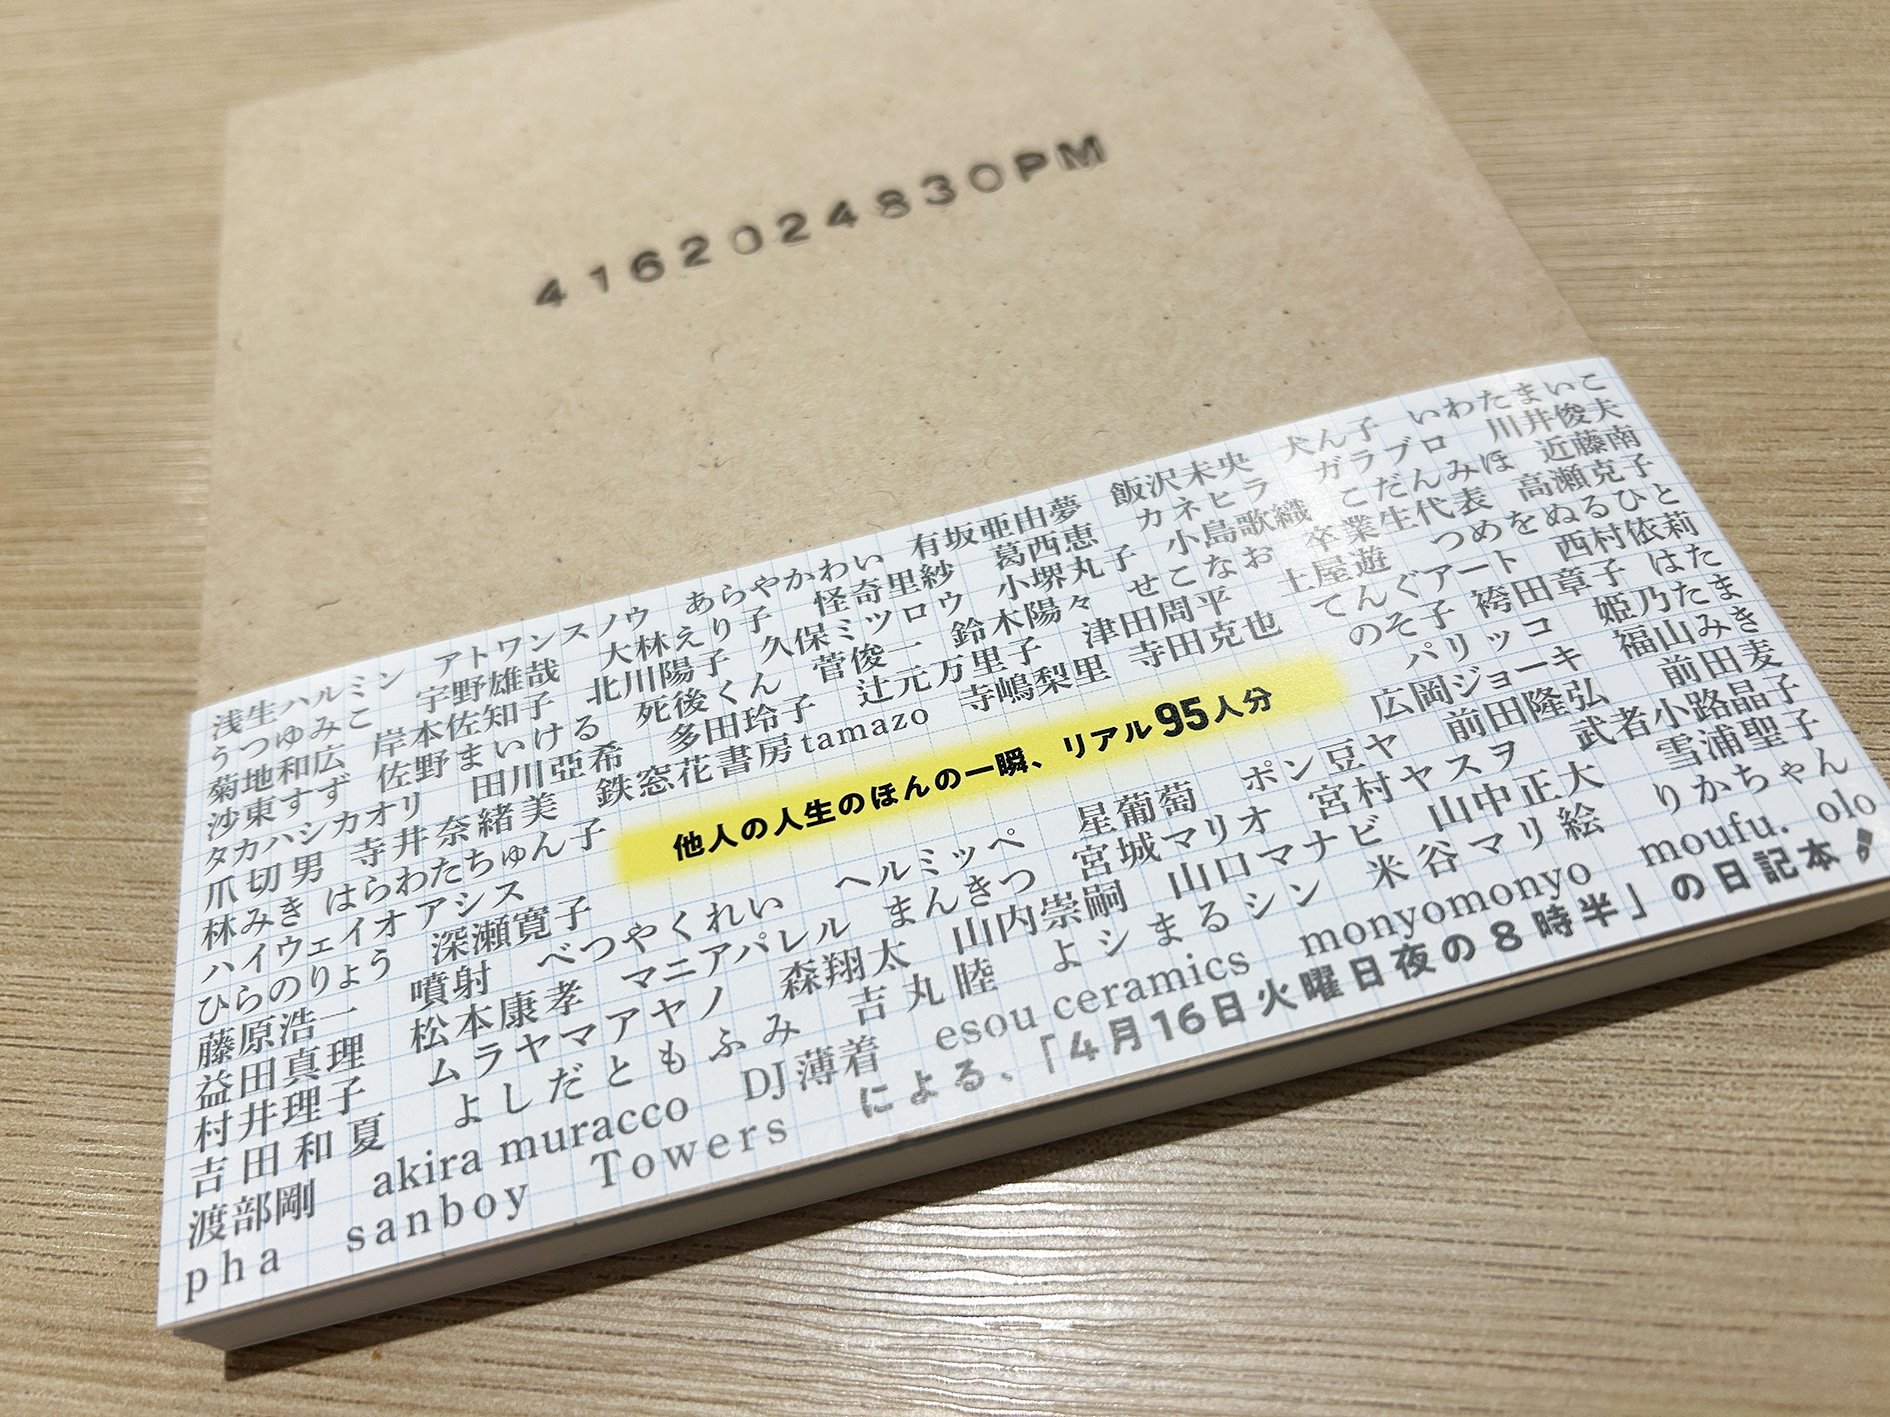 4162024830PM
浅生ハルミン アトワンスノウ あらやかわい 有坂亜由夢 飯沢未央 犬ん子 いわたまいこ
うつゆみこ 宇野雄哉 大林えり子 怪奇里紗 葛西恵 カネヒラ ガラブロ 川井俊夫
菊地和広 岸本佐知子 北川陽子 久保ミツロウ 小堺丸子 小島歌織 こだんみほ 近藤南
沙東すず 佐野まいける 死後くん 菅俊一 鈴木陽々 せこなお 卒業生代表 高瀬克子
タカハシカオリ 田川亞希 多田玲子 辻元万里子 津田周平 土屋遊 つめをぬるひと
爪切男 寺井奈緒美 鉄窓花書房 tamazo 寺嶋梨里 寺田克也 てんぐアート 西村依莉
林みき はらわたちゅん子 のそ子 袴田章子 はた
ハイウェイオアシス 他人の人生のほんの一瞬、リアル95人分 パリッコ 姫乃たま
ひらのりょう 深瀬寛子 広岡ジョーキ 福山みき
藤原浩一 噴射 べつやくれい ヘルミッペ 星葡萄 ポン豆ヤ 前田隆弘 前田麦
益田真理 松本康孝 マニアパレル まんきつ 宮城マリオ 宮村ヤスヲ 武者小路晶子
村井理子 ムラヤマアヤノ 森翔太 山内崇嗣 山口マナビ 山中正大 雪浦聖子
吉田和夏 よしだともふみ 吉丸睦 よシまるシン 米谷マリ絵 りかちゃん
渡部剛 akira muracco DJ薄着 esou ceramics monyomonyo moufu. olo
pha sanboy Towers による、「4月16日火曜日夜の8時半」の日記本